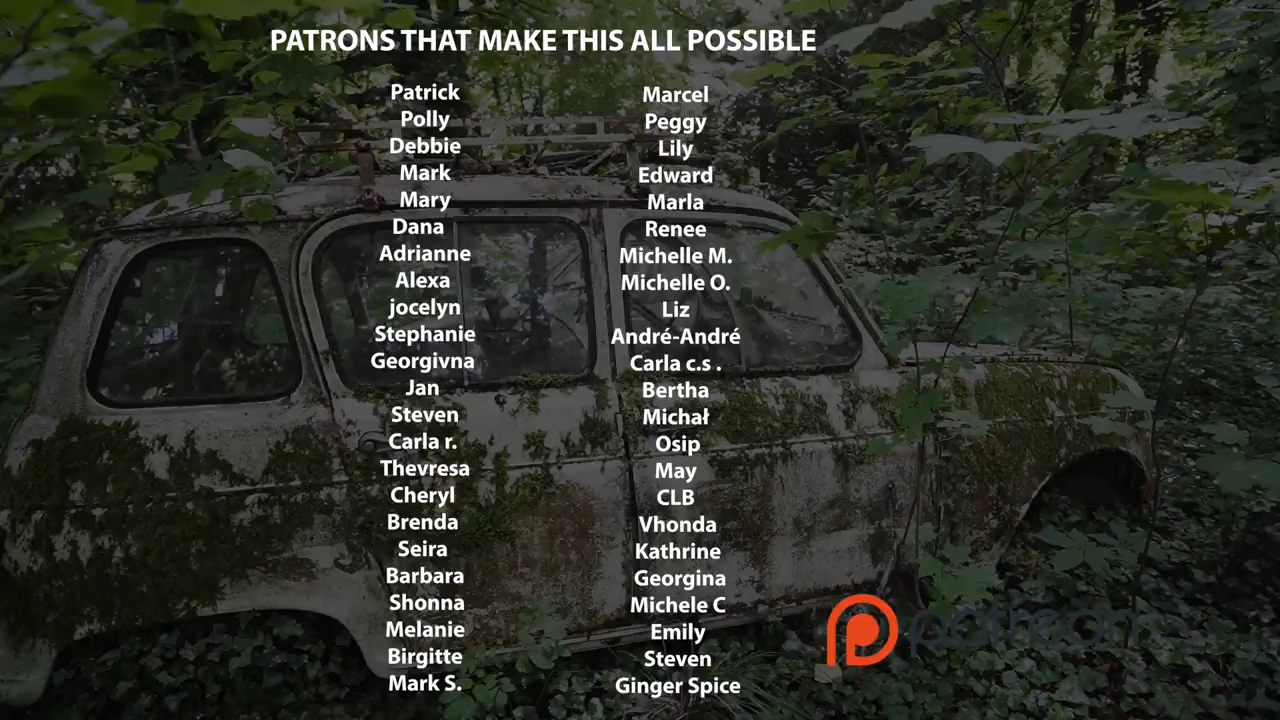 PATRONS THAT MAKE THIS ALL POSSIBLE
Patrick
Polly
Debbie
Mark
Mary
Dana
Adrianne
Alexa
jocelyn
Stephanie
Georgivna
Jan
Steven
Carla r.
Thevresa
Cheryl
Brenda
Seira
Barbara
Shonna
Melanie
Birgitte
Mark S.
Marcel
Peggy
Lily
Edward
Marla
Renee
Michelle M.
Michelle O.
Liz
André-André
Carla c.s .
Bertha
Michał
Osip
May
CLB
Vhonda
Kathrine
Georgina
Michele C
Emily
Steven
Ginger Spice
patreon